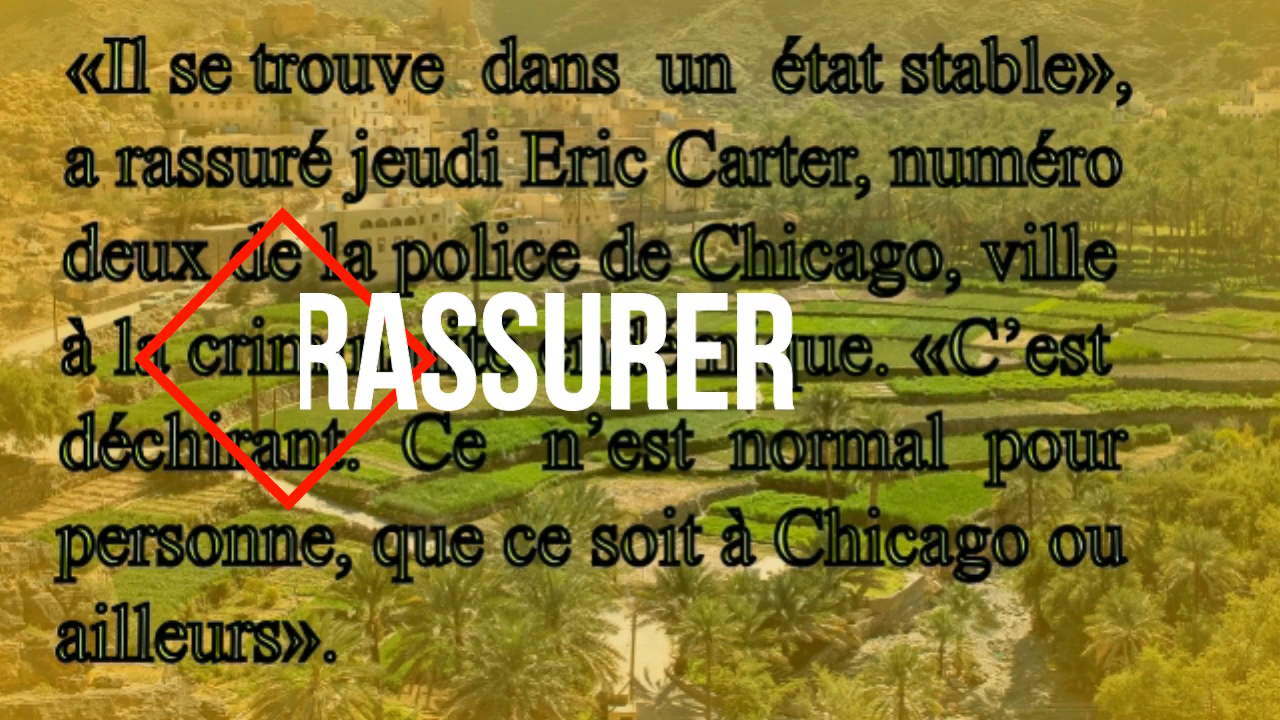 «Il se trouve dans un état stable»,
a rassuré jeudi Eric Carter, numéro
deux de la police de Chicago, ville
à la «C’est
RASSURER
déchirant. Ce n’est normal pour
personne, que ce soit à Chicago ou
ailleurs».